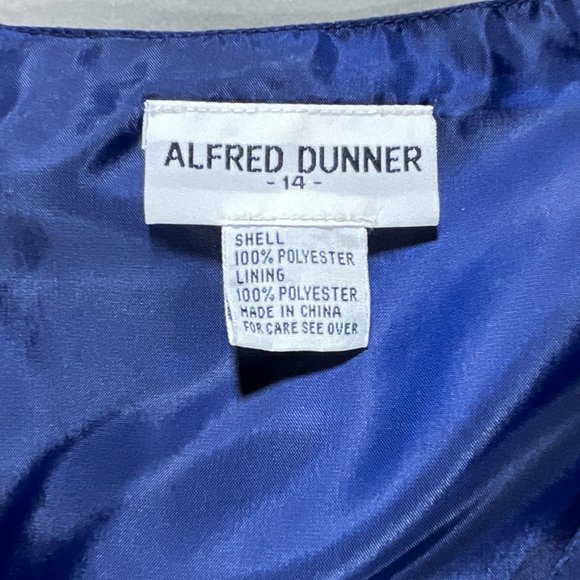 ALFRED DUNNER
- 14 -
SHELL
100% POLYESTER
LINING
100% POLYESTER
MADE IN CHINA
FOR CARE SEE OVER